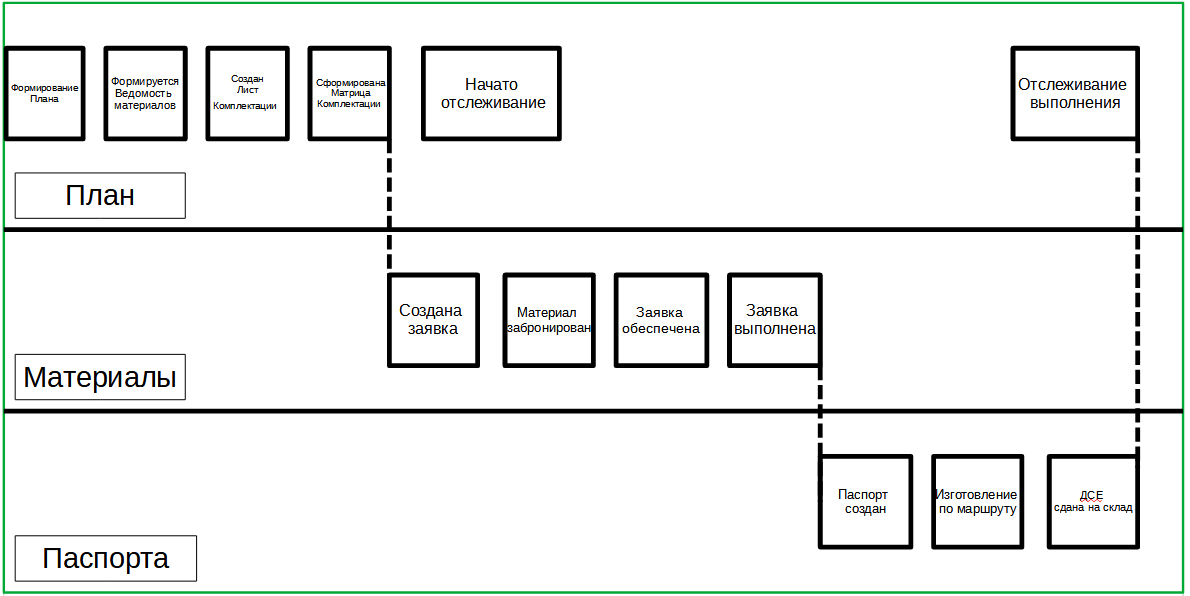 Формирование
Плана
Формируется
Ведомость
материалов
Создан
Лист
Комплектации
Сформирована
Матрица
Комплектации
Начато
отслеживание
Отслеживание
выполнения
План
Создана
заявка
Материал
забронирован
Заявка
обеспечена
Заявка
выполнена
Материалы
Паспорт
создан
Изготовление
по маршруту
ДСЕ
сдана на склад
Паспорта